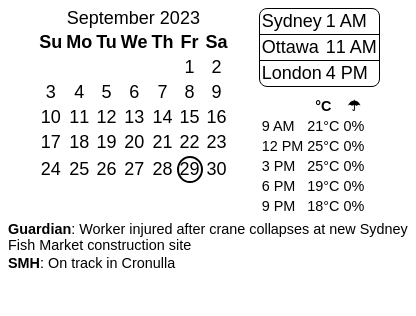 September 2023
Su Mo Tu We Th Fr Sa
1 2
3 4 5 6 7 8 9
10 11 12 13 14 15 16
17 18 19 20 21 22 23
24 25 26 27 28 29 30
Sydney 1 AM
Ottawa 11 AM
London 4 PM
°C ☂
9 AM 21°C 0%
12 PM 25°C 0%
3 PM 25°C 0%
6 PM 19°C 0%
9 PM 18°C 0%
Guardian: Worker injured after crane collapses at new Sydney
Fish Market construction site
SMH: On track in Cronulla